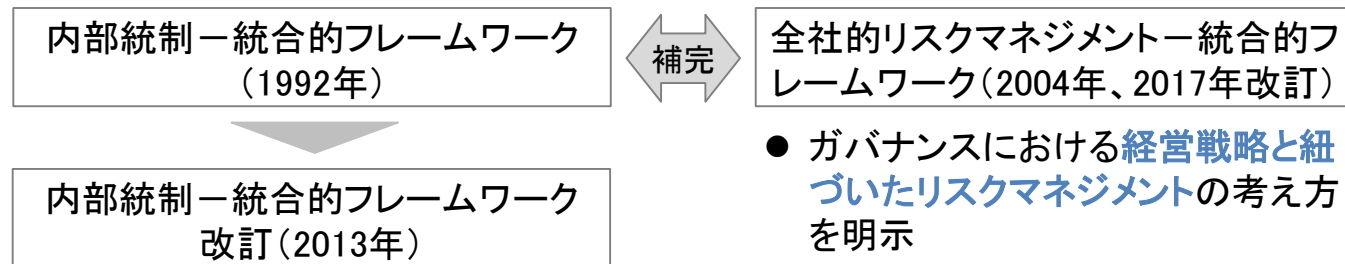 内部統制－統合的フレームワーク
(1992年)
補完
全社的リスクマネジメント－統合的フ
レームワーク(2004年、2017年改訂)
● ガバナンスにおける経営戦略と紐
づいたリスクマネジメントの考え方
を明示
内部統制－統合的フレームワーク
改訂(2013年)